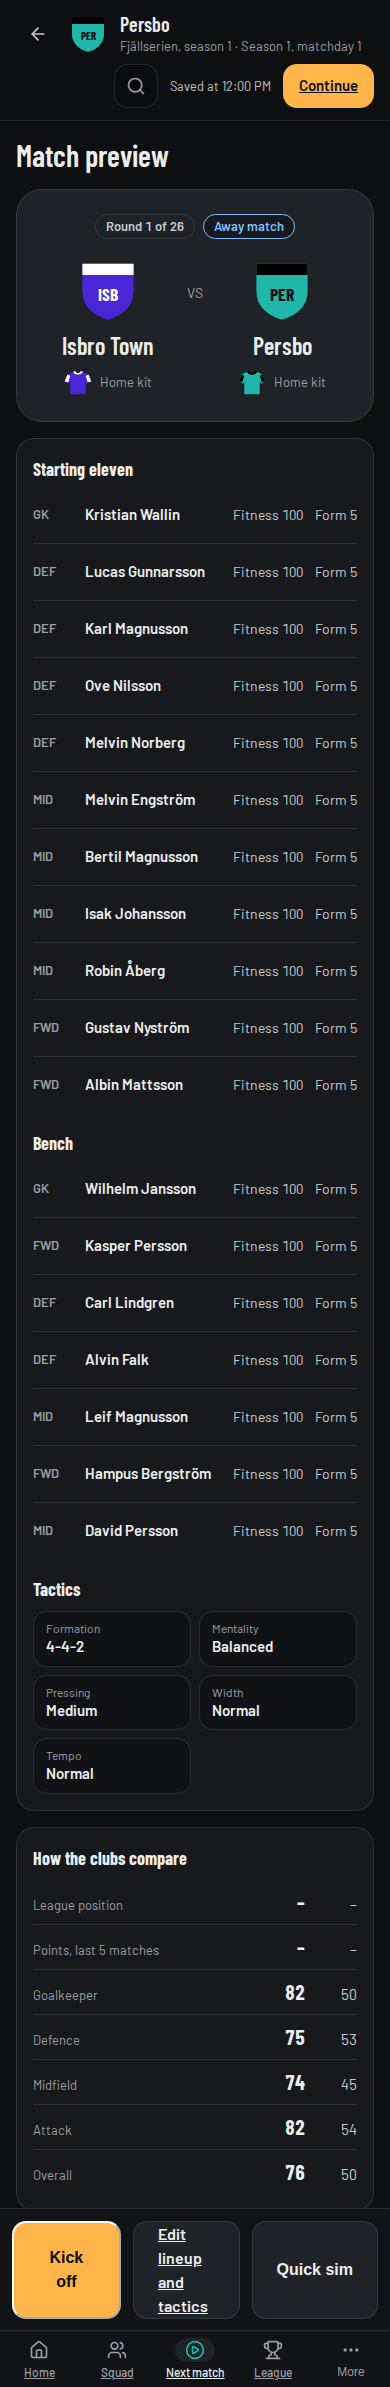 PER
Persbo
Fjällserien, season 1 · Season 1, matchday 1
Saved at 12:00 PM
Continue
Match preview
Round 1 of 26
Away match
ISB
VS
PER
Isbro Town
Persbo
Home kit
Home kit
Starting eleven
GK Kristian Wallin Fitness 100 Form 5
DEF Lucas Gunnarsson Fitness 100 Form 5
DEF Karl Magnusson Fitness 100 Form 5
DEF Ove Nilsson Fitness 100 Form 5
DEF Melvin Norberg Fitness 100 Form 5
MID Melvin Engström Fitness 100 Form 5
MID Bertil Magnusson Fitness 100 Form 5
MID Isak Johansson Fitness 100 Form 5
MID Robin Åberg Fitness 100 Form 5
FWD Gustav Nyström Fitness 100 Form 5
FWD Albin Mattsson Fitness 100 Form 5
Bench
GK Wilhelm Jansson Fitness 100 Form 5
FWD Kasper Persson Fitness 100 Form 5
DEF Carl Lindgren Fitness 100 Form 5
DEF Alvin Falk Fitness 100 Form 5
MID Leif Magnusson Fitness 100 Form 5
FWD Hampus Bergström Fitness 100 Form 5
MID David Persson Fitness 100 Form 5
Tactics
Formation
4-4-2
Mentality
Balanced
Pressing
Medium
Width
Normal
Tempo
Normal
How the clubs compare
League position – –
Points, last 5 matches – –
Goalkeeper 82 50
Defence 75 53
Midfield 74 45
Attack 82 54
Overall 76 50
Kick
off
Edit
lineup
and
tactics
Quick sim
Home
Squad
Next match
League
More